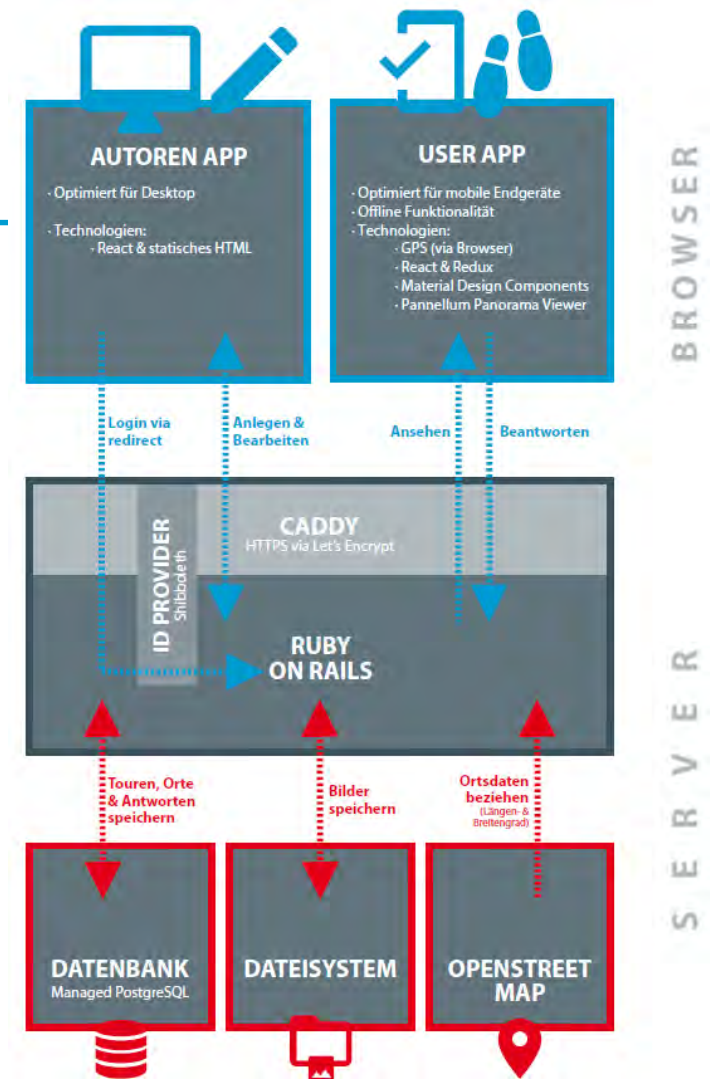 AUTOREN APP
· Optimiert für Desktop
· Technologien:
· React & statisches HTML
USER APP
· Optimiert für mobile Endgeräte
· Offline Funktionalität
· Technologien:
· GPS (via Browser)
· React & Redux
· Material Design Components
· Pannellum Panorama Viewer
BROWSER
Login via
redirect
Anlegen &
Bearbeiten
Ansehen
Beantworten
ID PROVIDER
Shibboleth
CADDY
HTTPS via Let's Encrypt
RUBY
ON RAILS
SERVER
Touren, Orte
& Antworten
speichern
Bilder
speichern
Ortsdaten
beziehen
(Längen- &
Breitengrad)
DATENBANK
Managed PostgreSQL
DATEISYSTEM
OPENSTREET
MAP